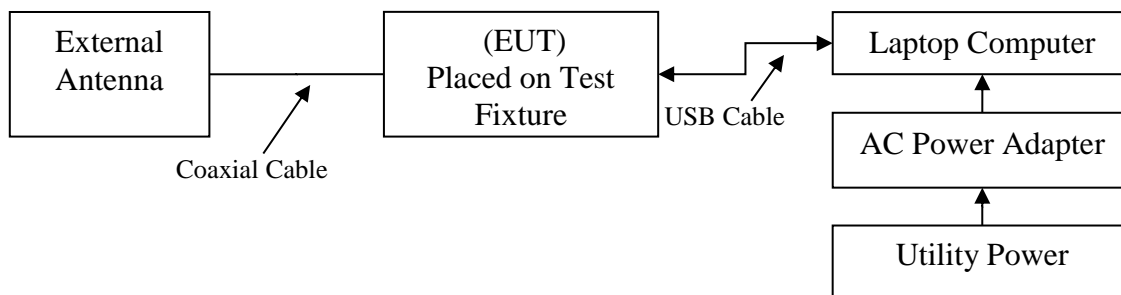 External
Antenna
(EUT)
Placed on Test
Fixture
Laptop Computer
USB Cable
Coaxial Cable
AC Power Adapter
Utility Power